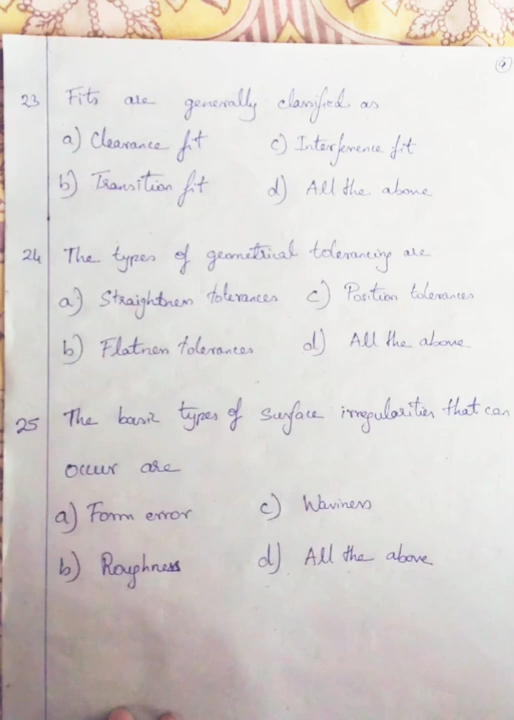 23 Fits are generally classified as
a) Clearance fit c) Interference fit
b) Transition fit d) All the above
24 The types of geometrical tolerancing are
a) Straightness tolerances c) Position tolerances
b) Flatness tolerances d) All the above
25 The basic types of surface irregularities that can
occur are
a) Form error c) Waviness
b) Roughness d) All the above